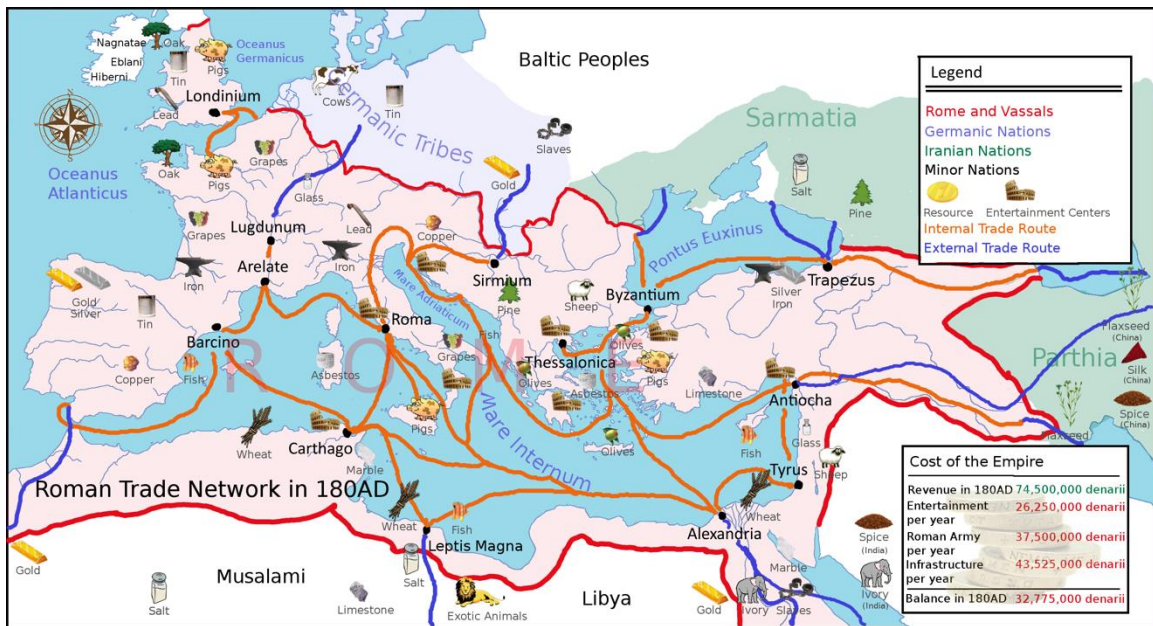 Nagnatae
Eblani
Hiberni
Oak
Tin
Pigs
Oceanus
Germanicus
Lead
Londinium
Cows
Tin
Baltic Peoples
Germanic Tribes
Slaves
Gold
Sarmatia
Salt
Pine
Legend
Rome and Vassals
Germanic Nations
Iranian Nations
Minor Nations
Resource
Entertainment Centers
Internal Trade Route
External Trade Route
Oceanus
Atlanticus
Oak
Pigs
Grapes
Glass
Grapes
Lugdunum
Lead
Copper
Arelate
Iron
Iron
Gold
Silver
Tin
Barcino
Copper
Fish
Asbestos
Roma
Mare Adriaticum
Sirmium
Pine
Sheep
Fish
Grapes
Byzantium
Pontus Euxinus
Silver
Iron
Trapezus
Thessalonica
Olives
Olives
Asbestos
Pigs
Limestone
ROME
Flaxseed
(China)
Parthia
Silk
(China)
Spice
(China)
Flaxseed
Antiocha
Pigs
Mare Internum
Olives
Fish
Glass
Sheep
Wheat
Carthago
Marble
Wheat
Fish
Leptis Magna
Tyrus
Wheat
Alexandria
Marble
Roman Trade Network in 180AD
Gold
Musalami
Salt
Limestone
Salt
Exotic Animals
Libya
Gold
Ivory
Slaves
Spice
(India)
Ivory
(India)
Cost of the Empire
Revenue in 180AD 74,500,000 denarii
Entertainment per year 26,250,000 denarii
Roman Army per year 37,500,000 denarii
Infrastructure per year 43,525,000 denarii
Balance in 180AD 32,775,000 denarii